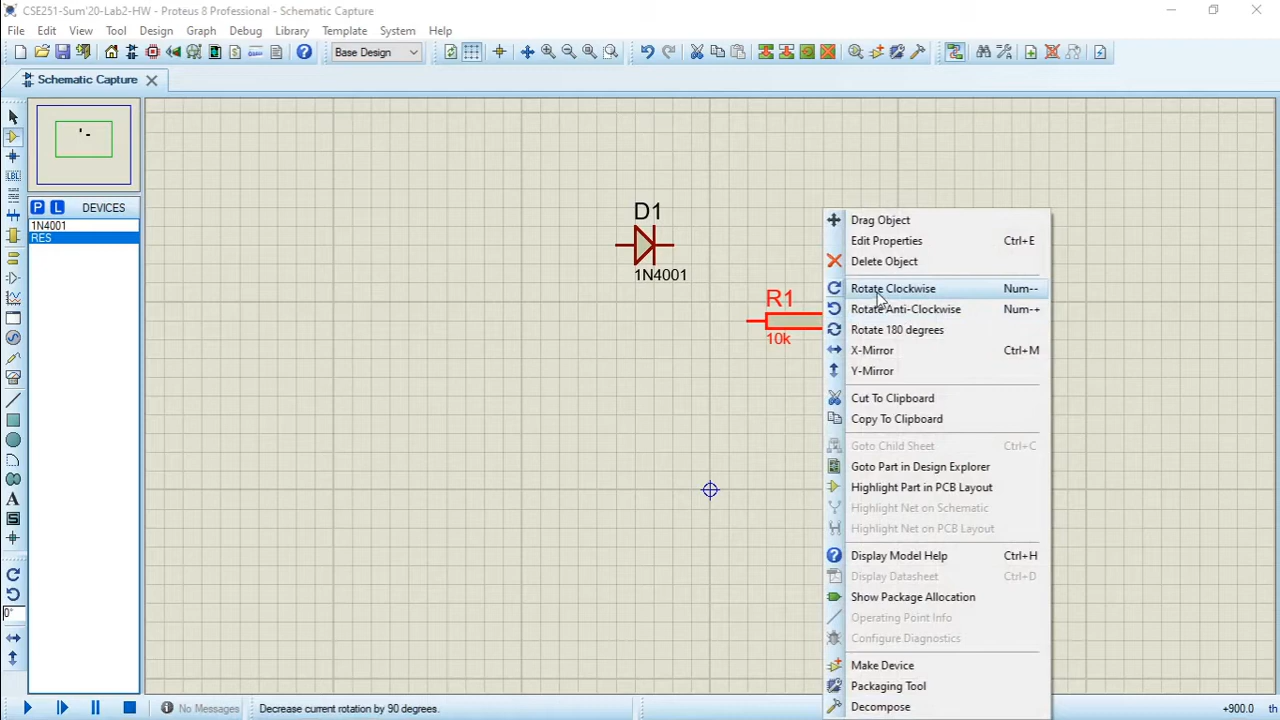 CSE251-Sum'20-Lab2-HW - Proteus 8 Professional - Schematic Capture
File Edit View Tool Design Graph Debug Library Template System Help
Base Design
Schematic Capture
LBL
P L DEVICES
1N4001
RES
D1
1N4001
R1
10k
Drag Object
Edit Properties Ctrl+E
Delete Object
Rotate Clockwise Num--
Rotate Anti-Clockwise Num-+
Rotate 180 degrees
X-Mirror Ctrl+M
Y-Mirror
Cut To Clipboard
Copy To Clipboard
Goto Child Sheet Ctrl+C
Goto Part in Design Explorer
Highlight Part in PCB Layout
Highlight Net on Schematic
Highlight Net on PCB Layout
Display Model Help Ctrl+H
Display Datasheet Ctrl+D
Show Package Allocation
Operating Point Info
Configure Diagnostics
Make Device
Packaging Tool
Decompose
A
S
0°
No Messages Decrease current rotation by 90 degrees. +900.0 th